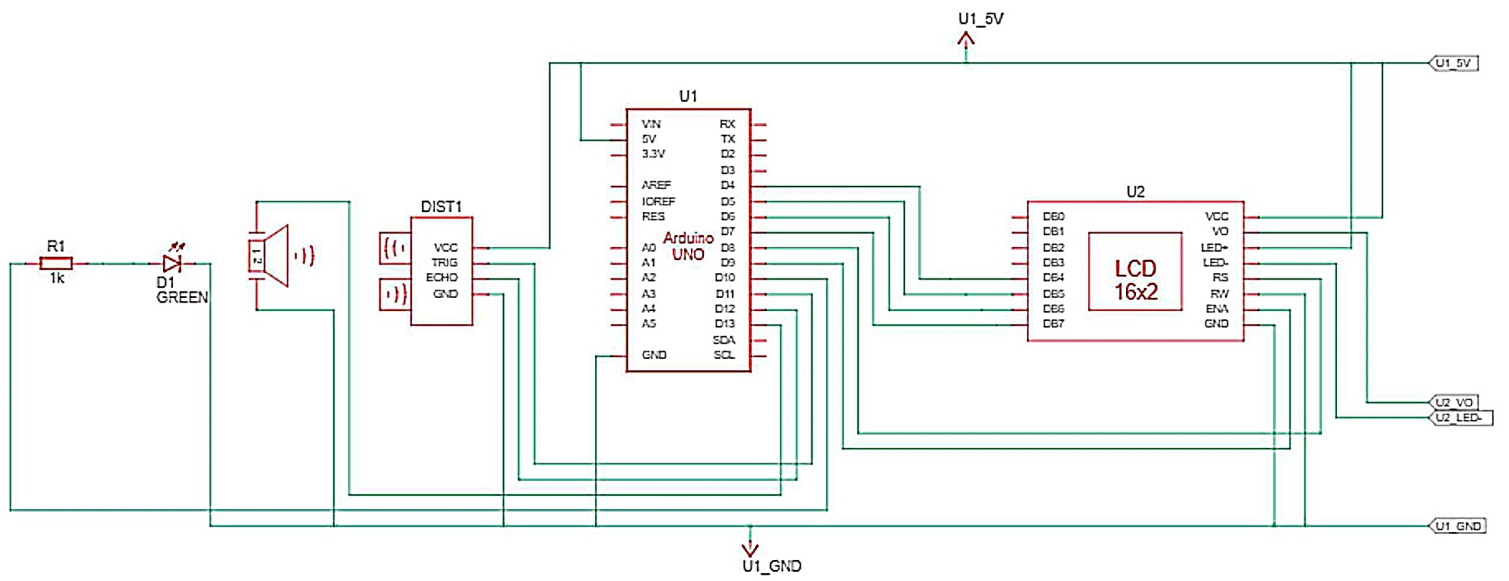 U1_5V
U1_5V
U1
VIN
5V
3.3V
AREF
IOREF
RES
A0
A1
A2
A3
A4
A5
GND
RX
TX
D2
D3
D4
D5
D6
D7
D8
D9
D10
D11
D12
D13
SDA
SCL
Arduino
UNO
U2
DB0
DB1
DB2
DB3
DB4
DB5
DB6
DB7
VCC
VO
LED+
LED-
RS
RW
ENA
GND
LCD
16x2
DIST1
VCC
TRIG
ECHO
GND
R1
1k
D1
GREEN
1
2
U2_VO
U2_LED-
U1_GND
U1_GND